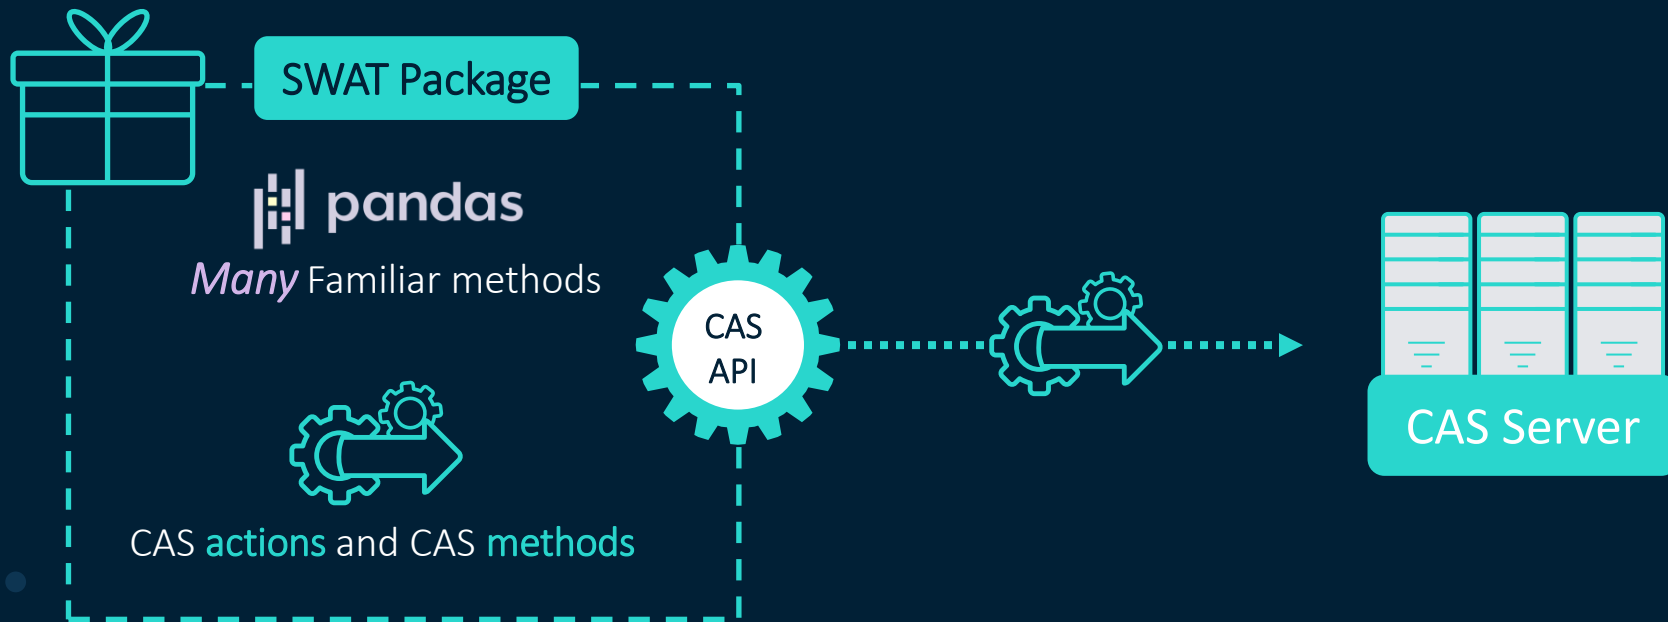 SWAT Package
pandas
Many Familiar methods
CAS
API
CAS actions and CAS methods
CAS Server